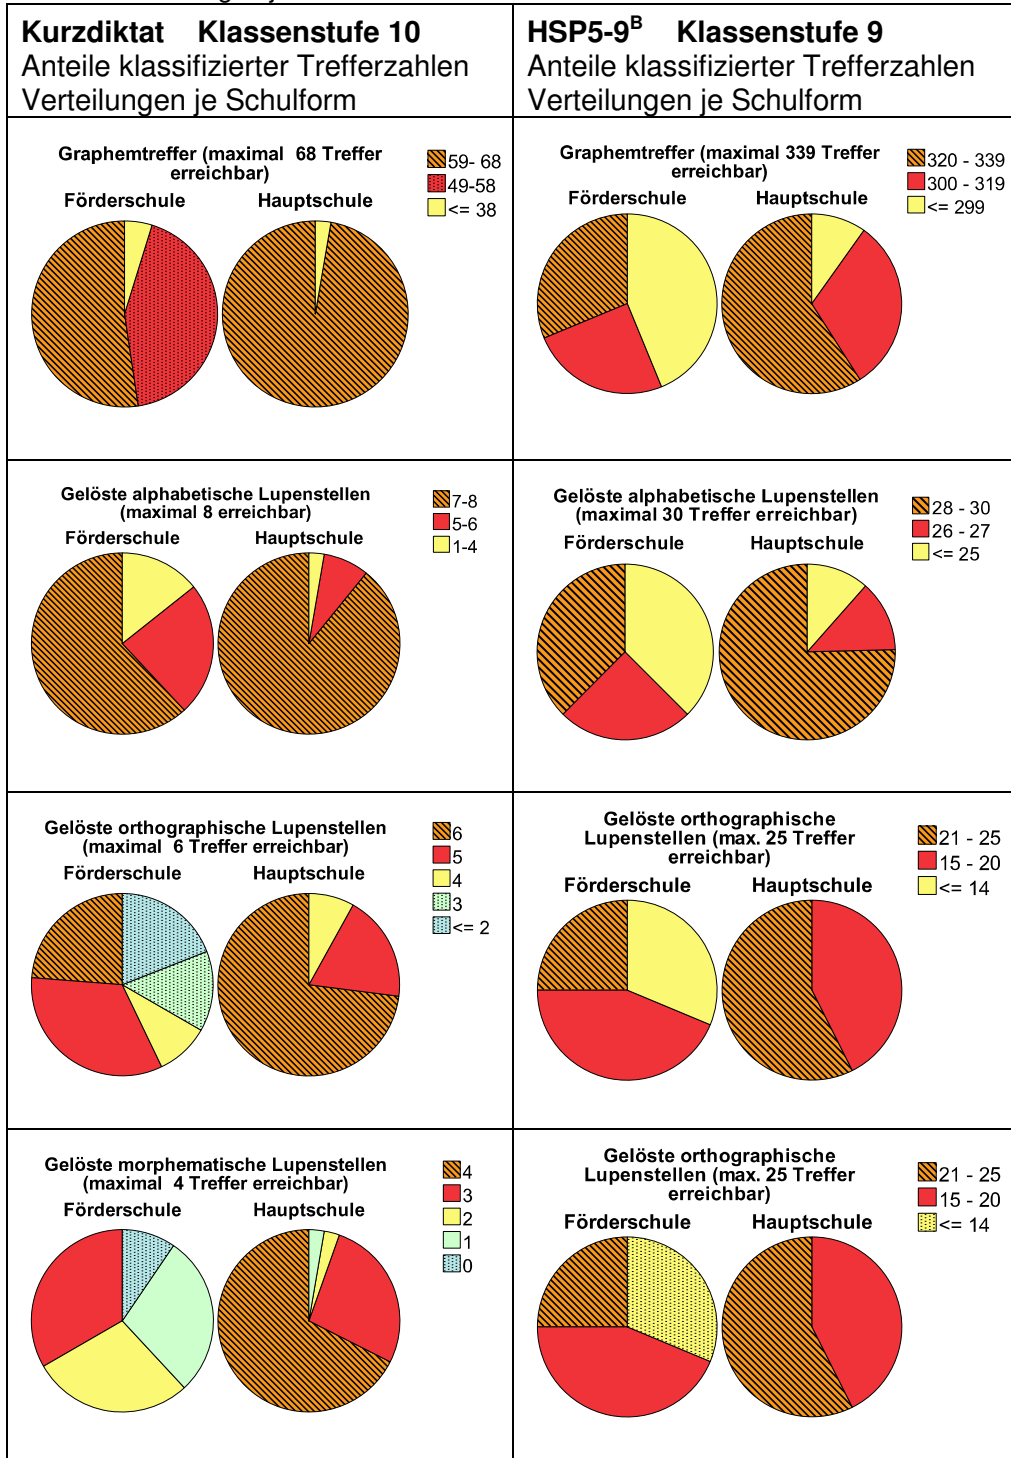 Kurzdiktat Klassenstufe 10
Anteile klassifizierter Trefferzahlen
Verteilungen je Schulform
HSP5-9B Klassenstufe 9
Anteile klassifizierter Trefferzahlen
Verteilungen je Schulform
Graphemtreffer (maximal 68 Treffer
erreichbar)
Förderschule Hauptschule
59- 68
49-58
<= 38
Graphemtreffer (maximal 339 Treffer
erreichbar)
Förderschule Hauptschule
320 - 339
300 - 319
<= 299
Gelöste alphabetische Lupenstellen
(maximal 8 erreichbar)
Förderschule Hauptschule
7-8
5-6
1-4
Gelöste alphabetische Lupenstellen
(maximal 30 Treffer erreichbar)
Förderschule Hauptschule
28 - 30
26 - 27
<= 25
Gelöste orthographische Lupenstellen
(maximal 6 Treffer erreichbar)
Förderschule Hauptschule
6
5
4
3
<= 2
Gelöste orthographische
Lupenstellen (max. 25 Treffer
erreichbar)
Förderschule Hauptschule
21 - 25
15 - 20
<= 14
Gelöste morphematische Lupenstellen
(maximal 4 Treffer erreichbar)
Förderschule Hauptschule
4
3
2
1
0
Gelöste orthographische
Lupenstellen (max. 25 Treffer
erreichbar)
Förderschule Hauptschule
21 - 25
15 - 20
<= 14